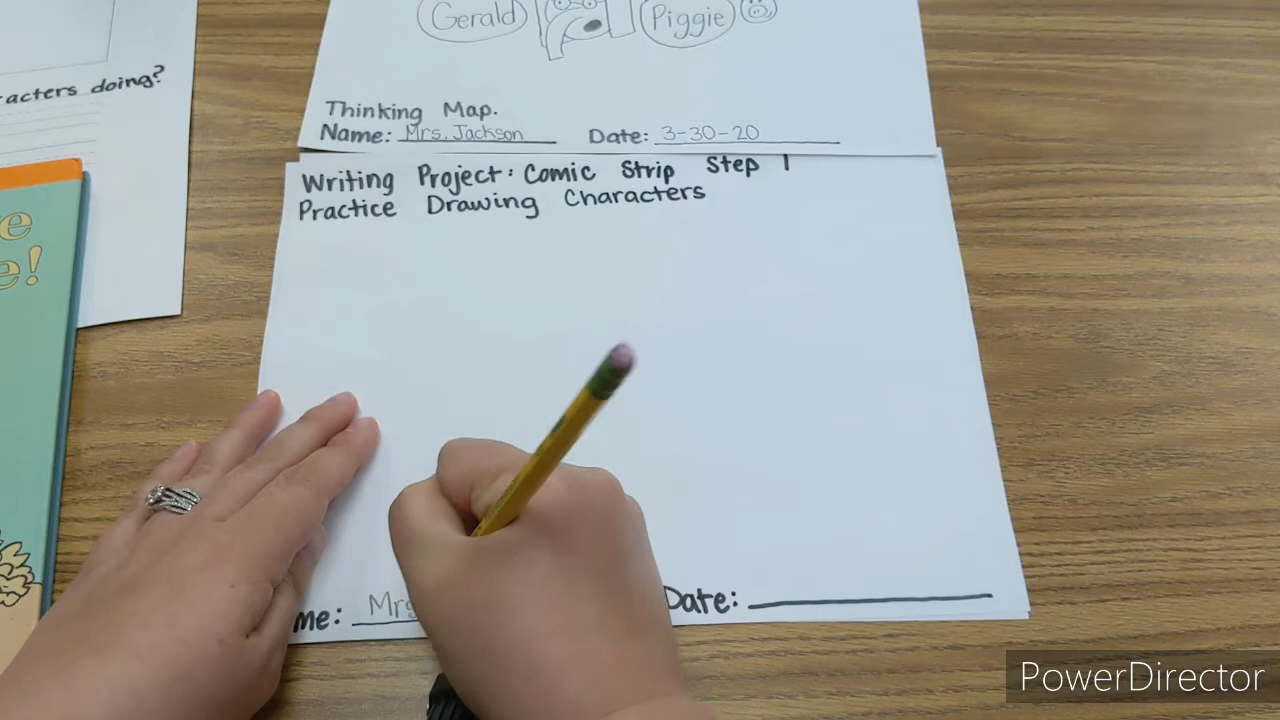 Gerald
Piggie
acters doing?
Thinking Map.
Name: Mrs. Jackson Date: 3-30-20
Writing Project: Comic Strip Step 1
Practice Drawing Characters
e
e!
me: Mrs Date:
PowerDirector